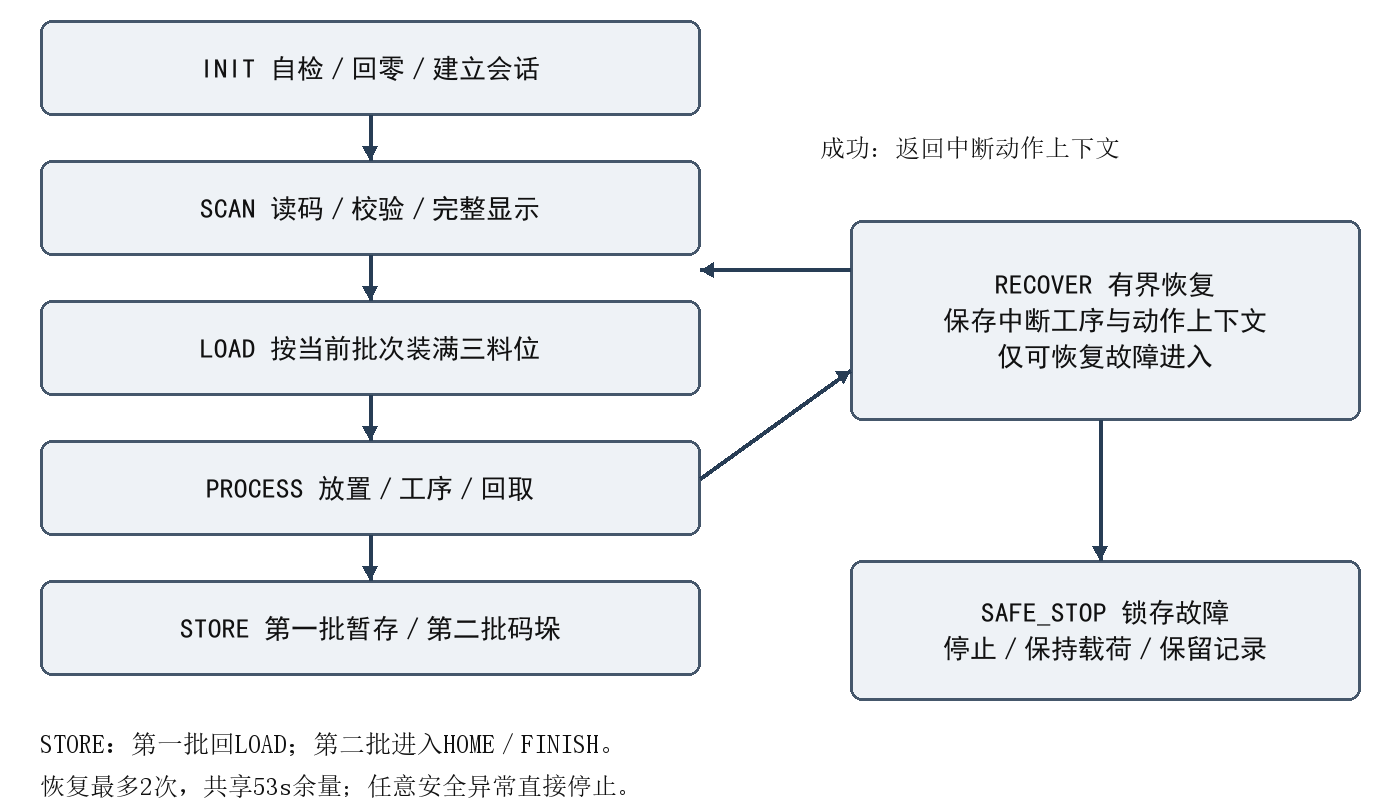 INIT 自检 / 回零 / 建立会话
成功：返回中断动作上下文
SCAN 读码 / 校验 / 完整显示
RECOVER 有界恢复
保存中断工序与动作上下文
仅可恢复故障进入
LOAD 按当前批次装满三料位
PROCESS 放置 / 工序 / 回取
STORE 第一批暂存 / 第二批码垛
SAFE_STOP 锁存故障
停止 / 保持载荷 / 保留记录
STORE：第一批回LOAD；第二批进入HOME / FINISH。
恢复最多2次，共享53s余量；任意安全异常直接停止。